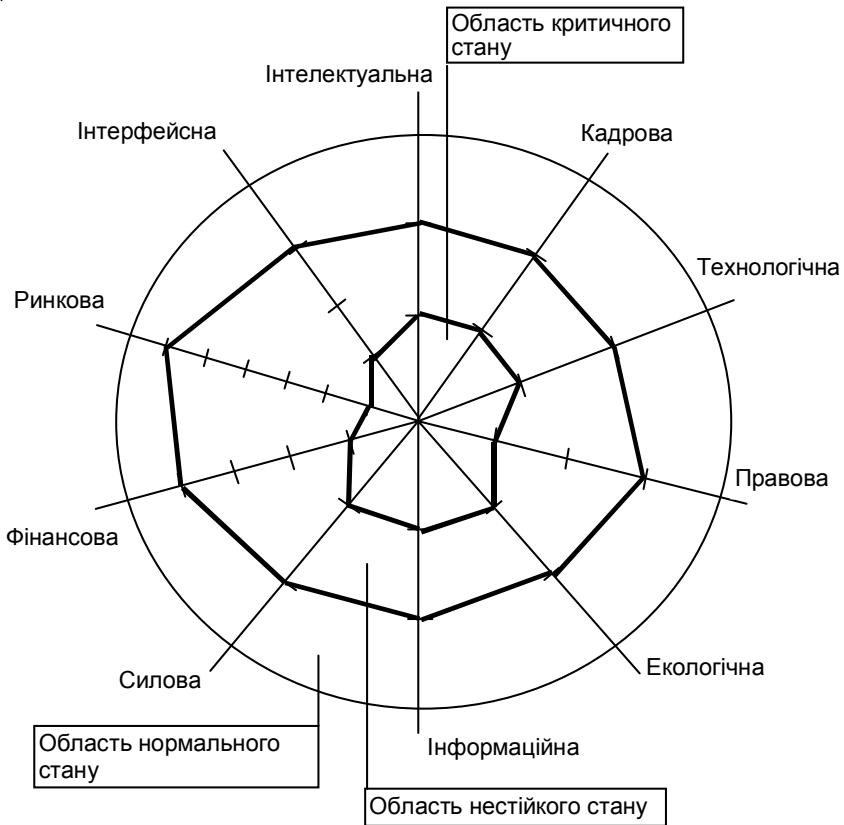 Область критичного
стану
Інтелектуальна
Інтерфейсна
Кадрова
Технологічна
Ринкова
Правова
Фінансова
Екологічна
Силова
Інформаційна
Область нормального
стану
Область нестійкого стану